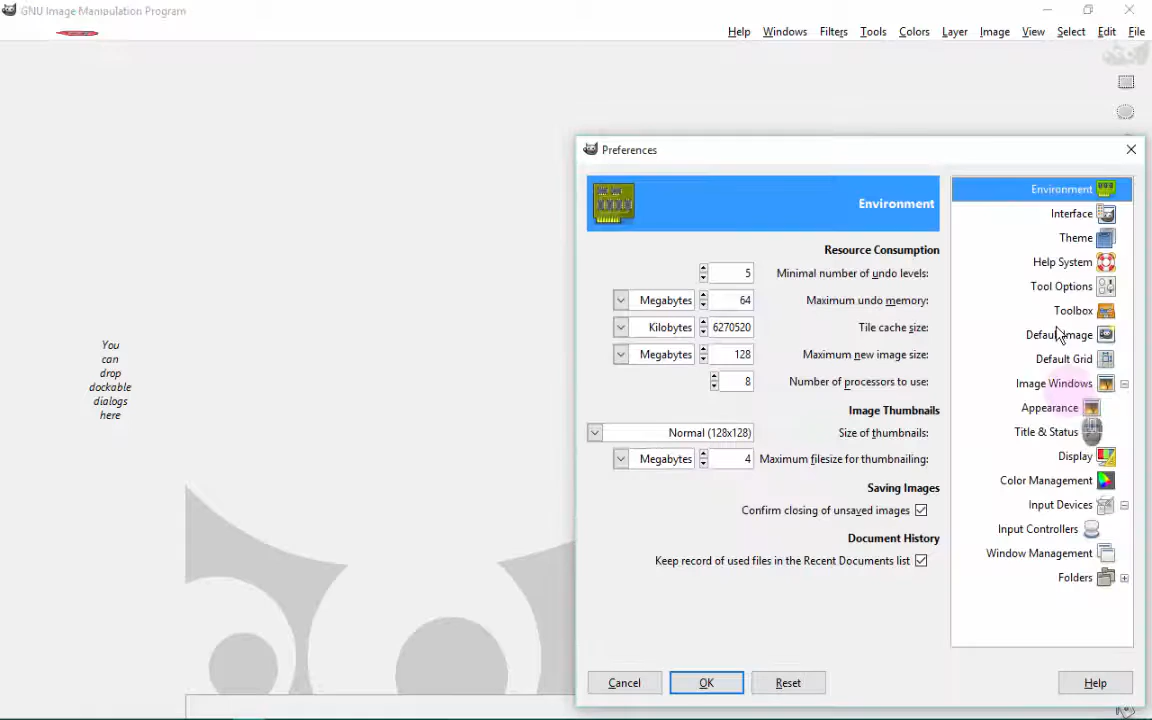 GNU Image Manipulation Program
Help Windows Filters Tools Colors Layer Image View Select Edit File
You
can
drop
dockable
dialogs
here
Preferences
Environment
Resource Consumption
5 Minimal number of undo levels:
Megabytes 64 Maximum undo memory:
Kilobytes 6270520 Tile cache size:
Megabytes 128 Maximum new image size:
8 Number of processors to use:
Image Thumbnails
Normal (128x128) Size of thumbnails:
Megabytes 4 Maximum filesize for thumbnailing:
Saving Images
Confirm closing of unsaved images
Document History
Keep record of used files in the Recent Documents list
Environment
Interface
Theme
Help System
Tool Options
Toolbox
Default Image
Default Grid
Image Windows
Appearance
Title & Status
Display
Color Management
Input Devices
Input Controllers
Window Management
Folders
Cancel OK Reset Help